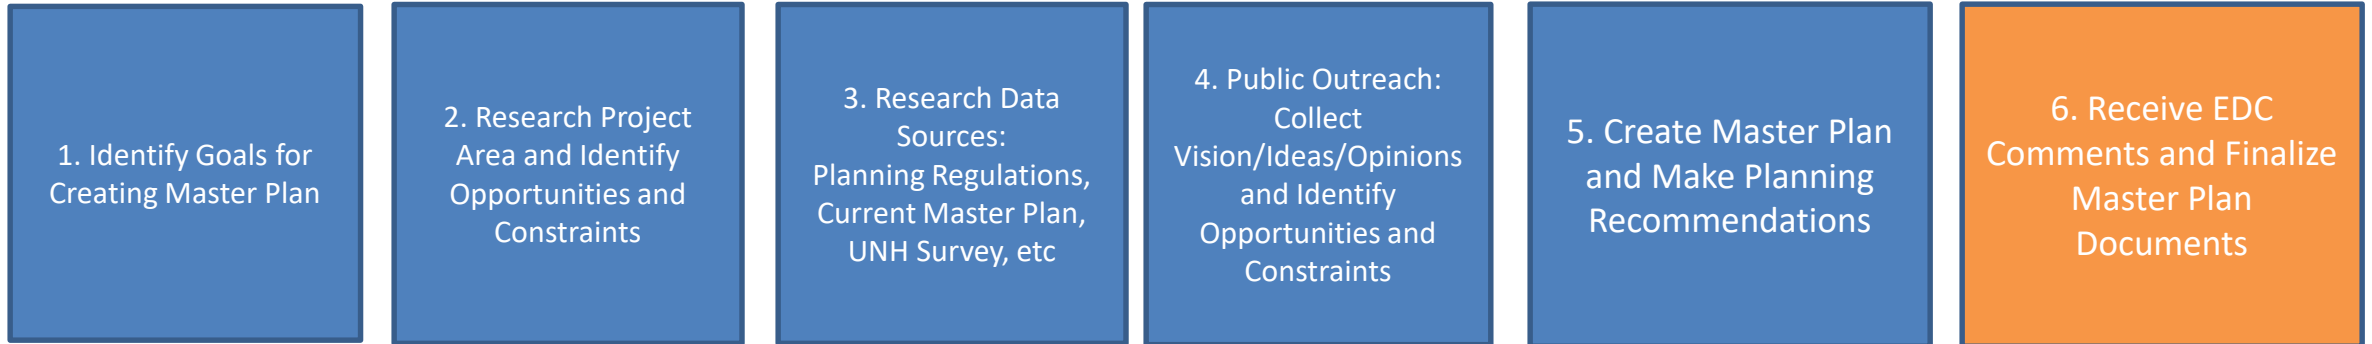 1. Identify Goals for
Creating Master Plan
2. Research Project
Area and Identify
Opportunities and
Constraints
3. Research Data
Sources:
Planning Regulations,
Current Master Plan,
UNH Survey, etc
4. Public Outreach:
Collect
Vision/Ideas/Opinions
and Identify
Opportunities and
Constraints
5. Create Master Plan
and Make Planning
Recommendations
6. Receive EDC
Comments and Finalize
Master Plan
Documents